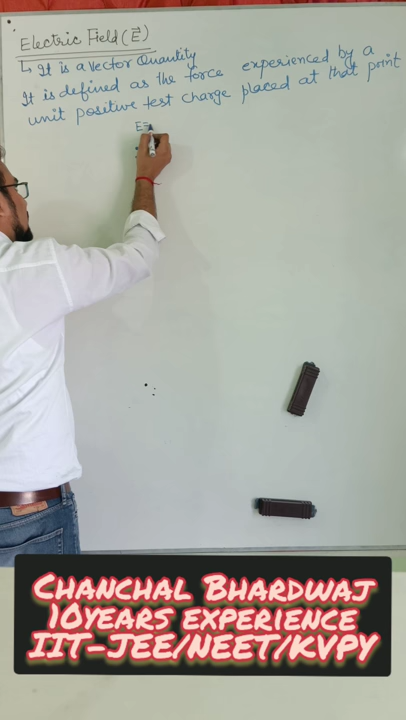 Electric Field (E⃗)
↳ It is a Vector Quantity
It is defined as the force experienced by a
unit positive test charge placed at that point
E=
CHANCHAL BHARDWAJ
10YEARS EXPERIENCE
IIT-JEE/NEET/KVPY